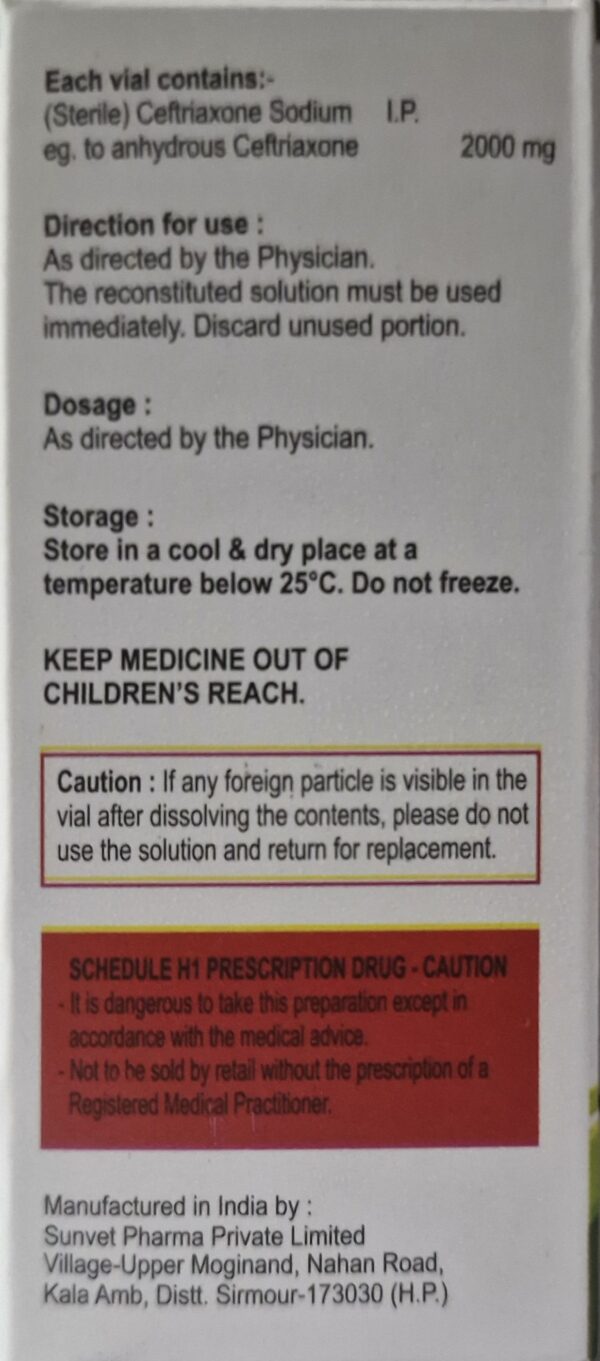 Each vial contains:-
(Sterile) Ceftriaxone Sodium I.P.
eg. to anhydrous Ceftriaxone 2000 mg
Direction for use :
As directed by the Physician.
The reconstituted solution must be used
immediately. Discard unused portion.
Dosage :
As directed by the Physician.
Storage :
Store in a cool & dry place at a
temperature below 25°C. Do not freeze.
KEEP MEDICINE OUT OF
CHILDREN'S REACH.
Caution : If any foreign particle is visible in the
vial after dissolving the contents, please do not
use the solution and return for replacement.
SCHEDULE H1 PRESCRIPTION DRUG - CAUTION
- It is dangerous to take this preparation except in
accordance with the medical advice.
- Not to be sold by retail without the prescription of a
Registered Medical Practitioner.
Manufactured in India by :
Sunvet Pharma Private Limited
Village-Upper Moginand, Nahan Road,
Kala Amb, Distt. Sirmour-173030 (H.P.)